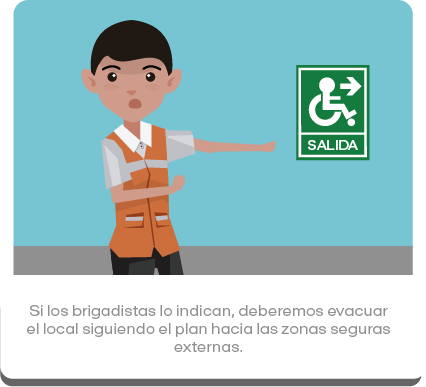 SALIDA
Si los brigadistas lo indican, deberemos evacuar
el local siguiendo el plan hacia las zonas seguras
externas.